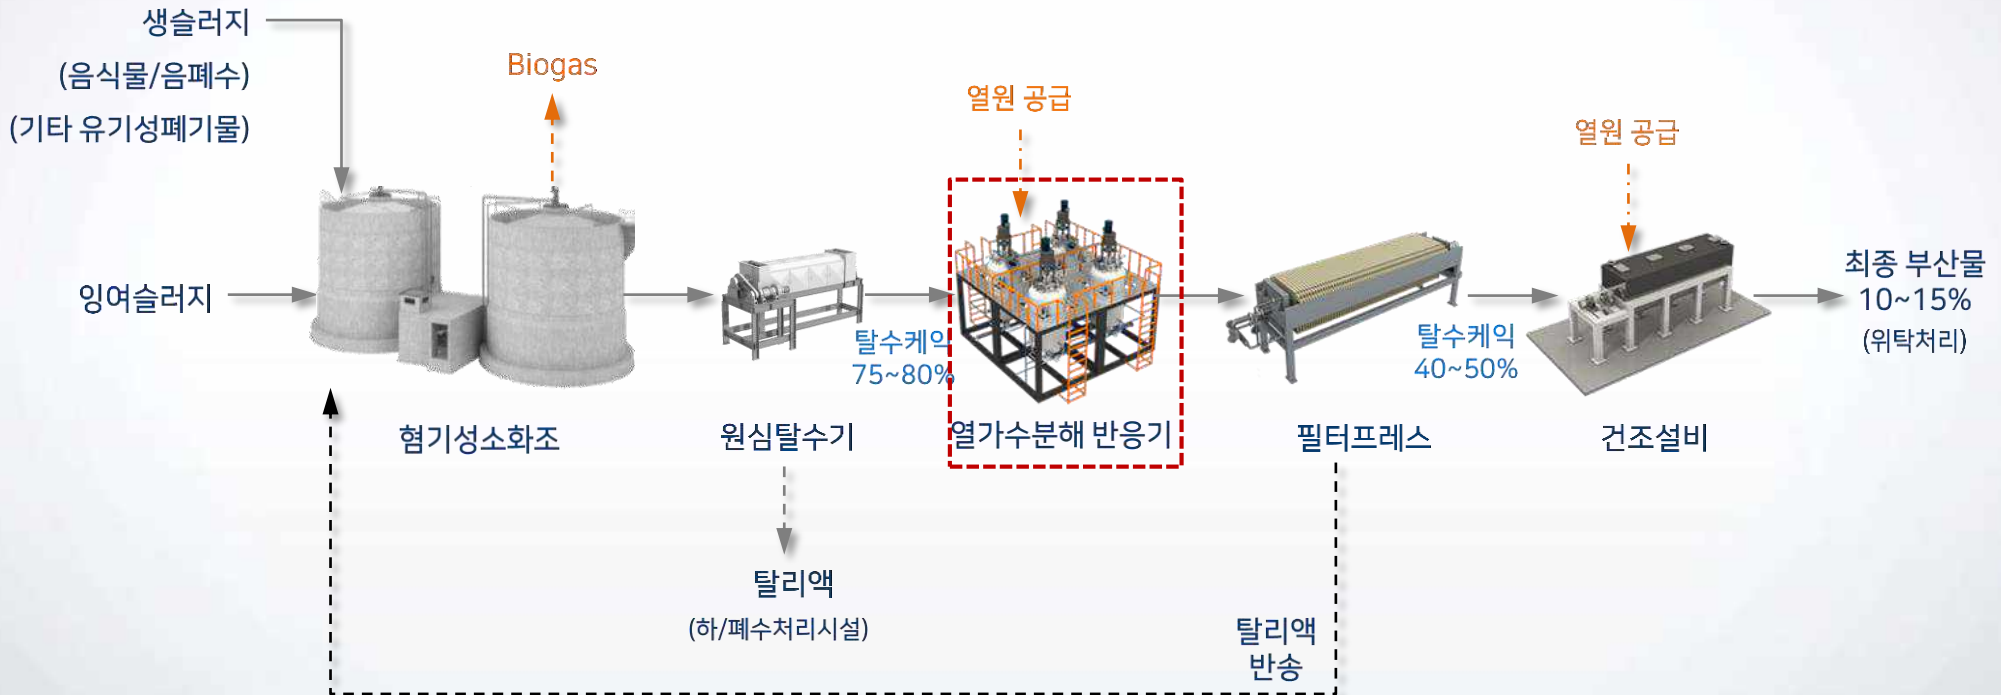 생슬러지
(음식물/음폐수)
(기타 유기성폐기물)
Biogas
열원 공급
열원 공급
잉여슬러지
탈수케익
75~80%
탈수케익
40~50%
최종 부산물
10~15%
(위탁처리)
혐기성소화조
원심탈수기
열가수분해 반응기
필터프레스
건조설비
탈리액
(하/폐수처리시설)
탈리액
반송